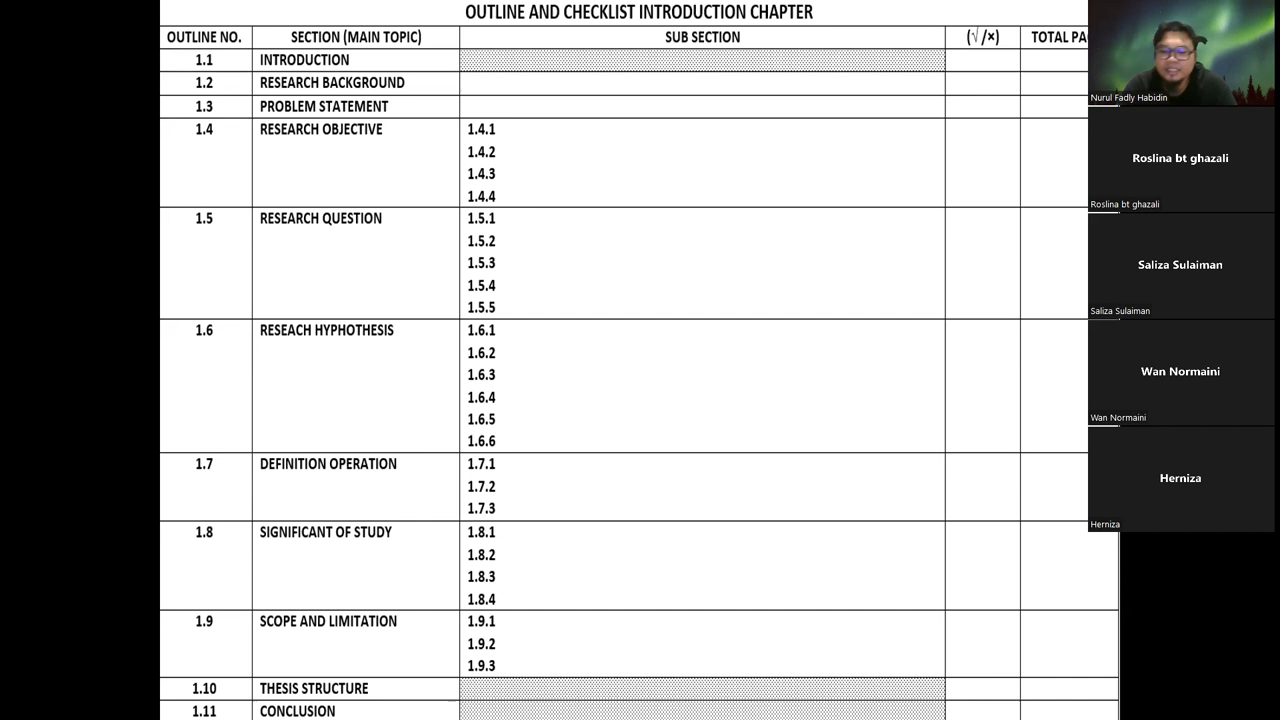 OUTLINE AND CHECKLIST INTRODUCTION CHAPTER
OUTLINE NO. SECTION (MAIN TOPIC) SUB SECTION (√/×) TOTAL
1.1 INTRODUCTION
1.2 RESEARCH BACKGROUND
1.3 PROBLEM STATEMENT
1.4 RESEARCH OBJECTIVE 1.4.1
1.4.2
1.4.3
1.4.4
1.5 RESEARCH QUESTION 1.5.1
1.5.2
1.5.3
1.5.4
1.5.5
1.6 RESEACH HYPHOTHESIS 1.6.1
1.6.2
1.6.3
1.6.4
1.6.5
1.6.6
1.7 DEFINITION OPERATION 1.7.1
1.7.2
1.7.3
1.8 SIGNIFICANT OF STUDY 1.8.1
1.8.2
1.8.3
1.8.4
1.9 SCOPE AND LIMITATION 1.9.1
1.9.2
1.9.3
1.10 THESIS STRUCTURE
1.11 CONCLUSION
Nurul Fadly Habidin
Roslina bt ghazali
Roslina bt ghazali
Saliza Sulaiman
Saliza Sulaiman
Wan Normaini
Wan Normaini
Herniza
Herniza